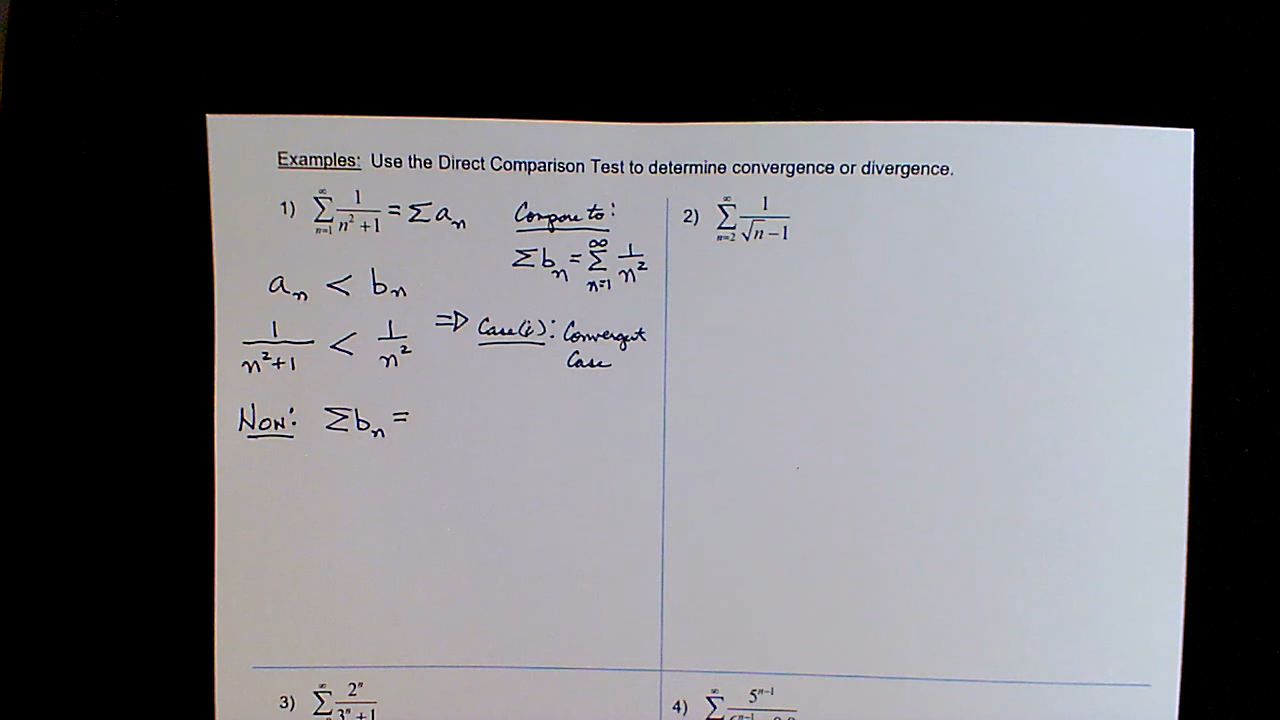 Examples: Use the Direct Comparison Test to determine convergence or divergence.
1) ∞ ∑ n=1 1/(n² + 1) = Σ aₙ
Compare to:
Σ bₙ = ∞ Σ n=1 1/n²
aₙ < bₙ
1/(n²+1) < 1/n²
⇒ Case(i): Convergent
Case
Now: Σ bₙ =
2) ∞ ∑ n=2 1/(√n − 1)
3) ∞ ∑ 2ⁿ/(3ⁿ + 1)
4) ∞ ∑ 5ⁿ⁻¹